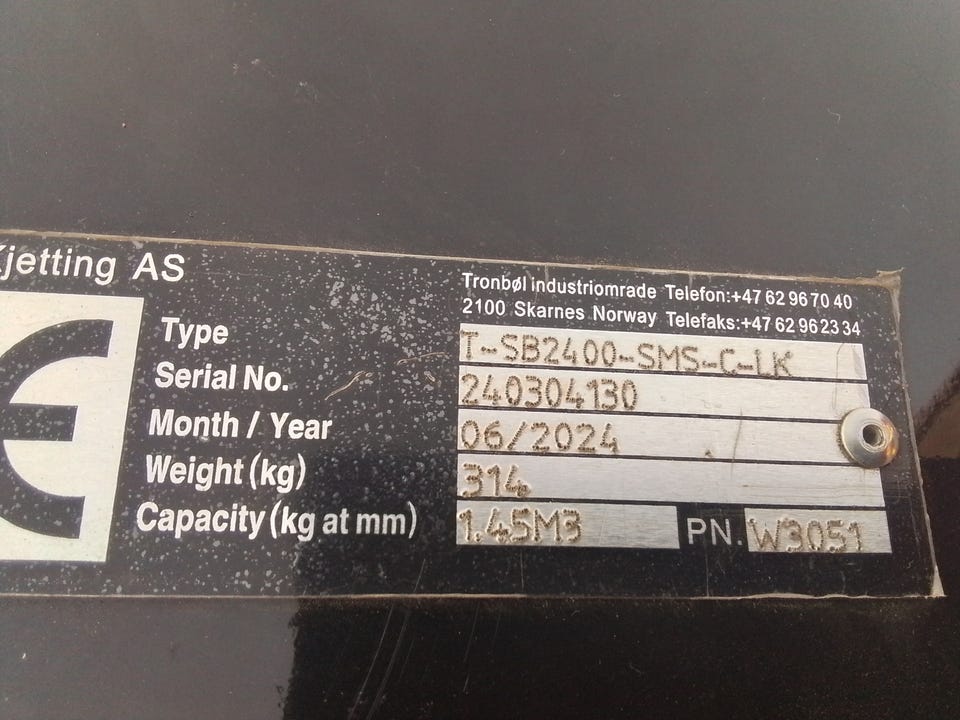 Kjetting AS
Tronbøl industriomrade Telefon:+47 62 96 70 40
2100 Skarnes Norway Telefaks:+47 62 96 23 34
Type T-SB2400-SMS-C-LK
Serial No. 240304130
Month / Year 06/2024
Weight (kg) 314
Capacity (kg at mm) 1.45M3 PN. W3051